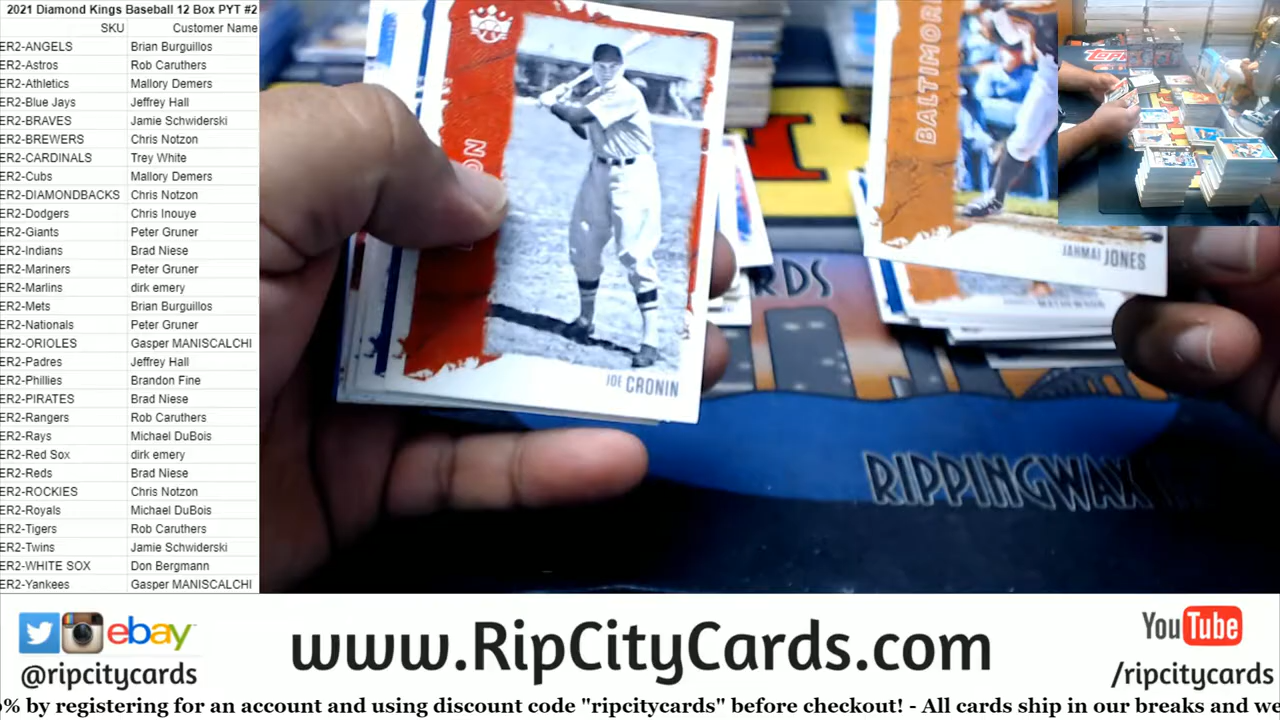 2021 Diamond Kings Baseball 12 Box PYT #2
SKU Customer Name
ER2-ANGELS Brian Burguillos
ER2-Astros Rob Caruthers
ER2-Athletics Mallory Demers
ER2-Blue Jays Jeffrey Hall
ER2-BRAVES Jamie Schwiderski
ER2-BREWERS Chris Notzon
ER2-CARDINALS Trey White
ER2-Cubs Mallory Demers
ER2-DIAMONDBACKS Chris Notzon
ER2-Dodgers Chris Inouye
ER2-Giants Peter Gruner
ER2-Indians Brad Niese
ER2-Mariners Peter Gruner
ER2-Marlins dirk emery
ER2-Mets Brian Burguillos
ER2-Nationals Peter Gruner
ER2-ORIOLES Gasper MANISCALCHI
ER2-Padres Jeffrey Hall
ER2-Phillies Brandon Fine
ER2-PIRATES Brad Niese
ER2-Rangers Rob Caruthers
ER2-Rays Michael DuBois
ER2-Red Sox dirk emery
ER2-Reds Brad Niese
ER2-ROCKIES Chris Notzon
ER2-Royals Michael DuBois
ER2-Tigers Rob Caruthers
ER2-Twins Jamie Schwiderski
ER2-WHITE SOX Don Bergmann
ER2-Yankees Gasper MANISCALCHI
ON
JOE CRONIN
BALTIMOR
JAHMAI JONES
RDS
RIPPINGWAX
Topps
ebay
@ripcitycards
www.RipCityCards.com
YouTube
/ripcitycards
% by registering for an account and using discount code "ripcitycards" before checkout! - All cards ship in our breaks and we